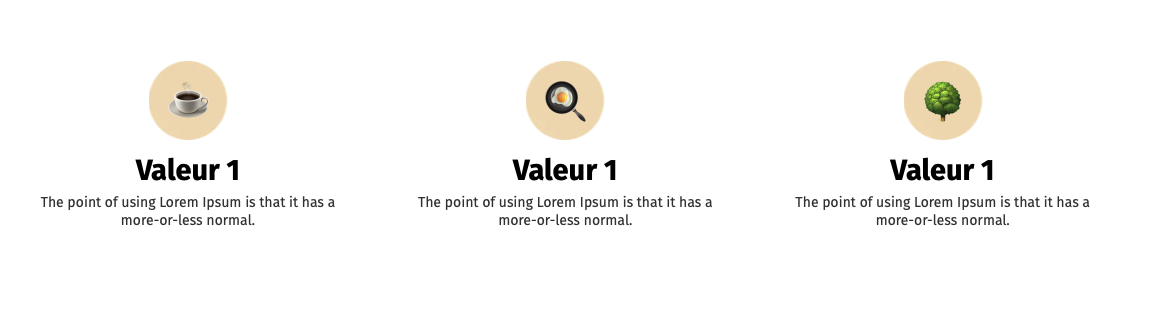 Valeur 1
The point of using Lorem Ipsum is that it has a
more-or-less normal.
Valeur 1
The point of using Lorem Ipsum is that it has a
more-or-less normal.
Valeur 1
The point of using Lorem Ipsum is that it has a
more-or-less normal.